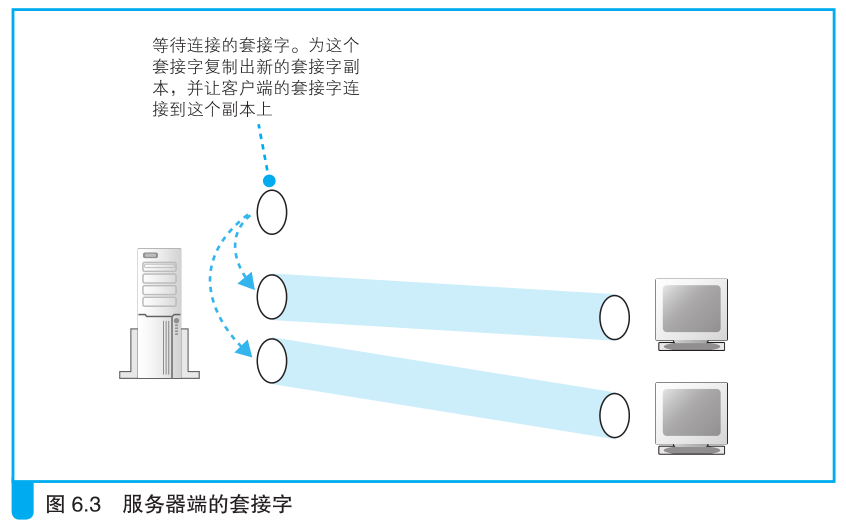 等待连接的套接字。为这个
套接字复制出新的套接字副
本，并让客户端的套接字连
接到这个副本上
图 6.3 服务器端的套接字